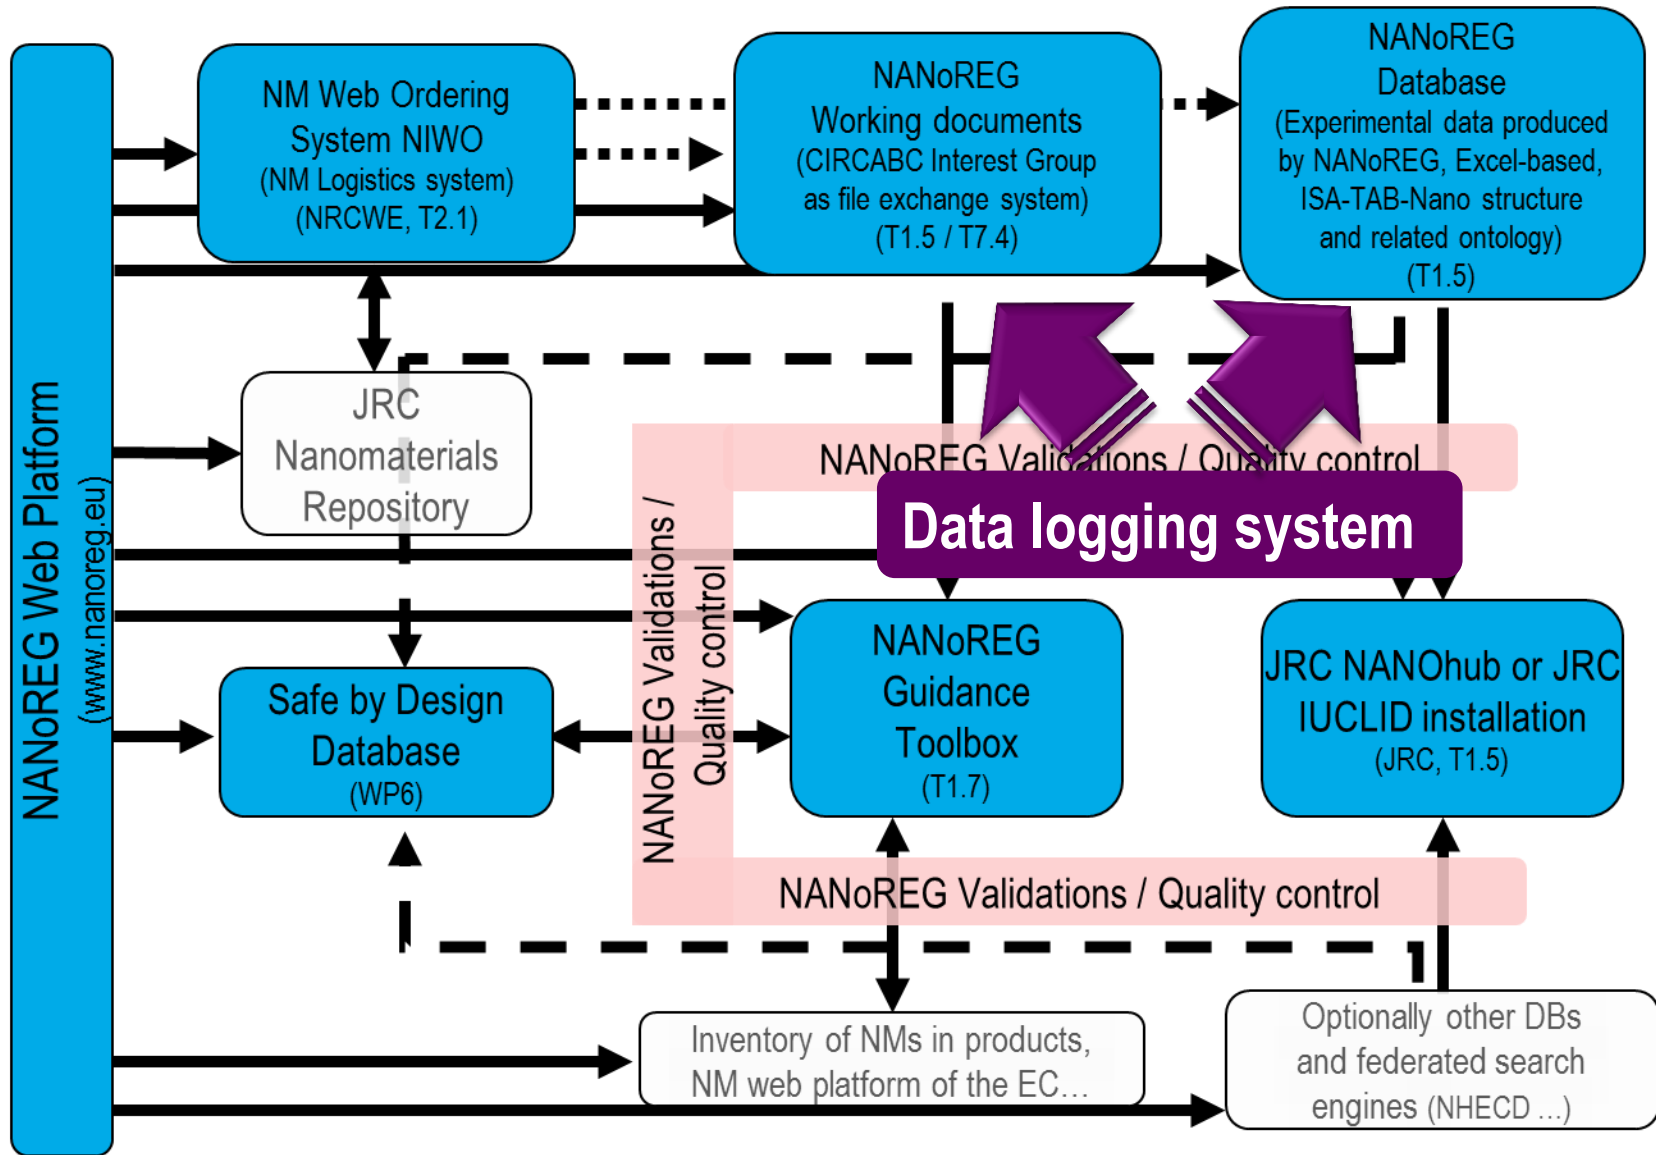 NANoREG Web Platform
(www.nanoreg.eu)
NM Web Ordering
System NIWO
(NM Logistics system)
(NRCWE, T2.1)
NANoREG
Working documents
(CIRCABC Interest Group
as file exchange system)
(T1.5 / T7.4)
NANoREG
Database
(Experimental data produced
by NANoREG, Excel-based,
ISA-TAB-Nano structure
and related ontology)
(T1.5)
JRC
Nanomaterials
Repository
NANoREG Validations / Quality control
Data logging system
NANoREG Validations /
Quality control
Safe by Design
Database
(WP6)
NANoREG
Guidance
Toolbox
(T1.7)
JRC NANOhub or JRC
IUCLID installation
(JRC, T1.5)
NANoREG Validations / Quality control
Inventory of NMs in products,
NM web platform of the EC...
Optionally other DBs
and federated search
engines (NHECD ...)